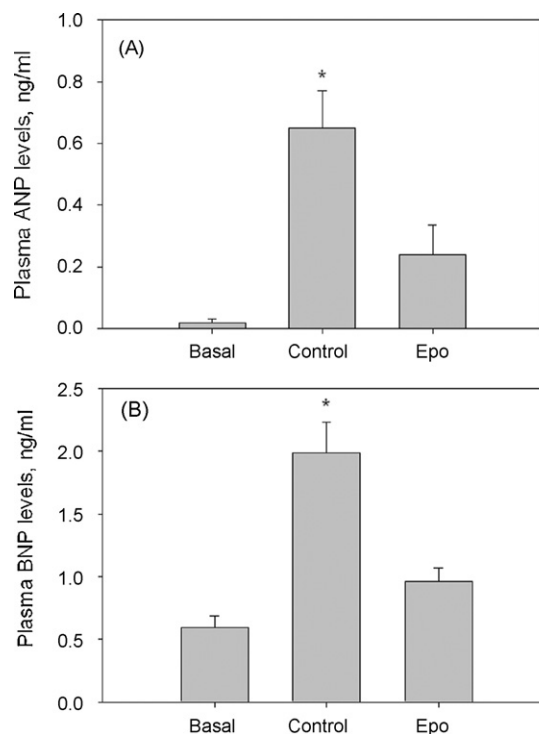 (A)
Plasma ANP levels, ng/ml
1.0
0.8
0.6
0.4
0.2
0.0
*
Basal Control Epo
(B)
Plasma BNP levels, ng/ml
2.5
2.0
1.5
1.0
0.5
0.0
*
Basal Control Epo